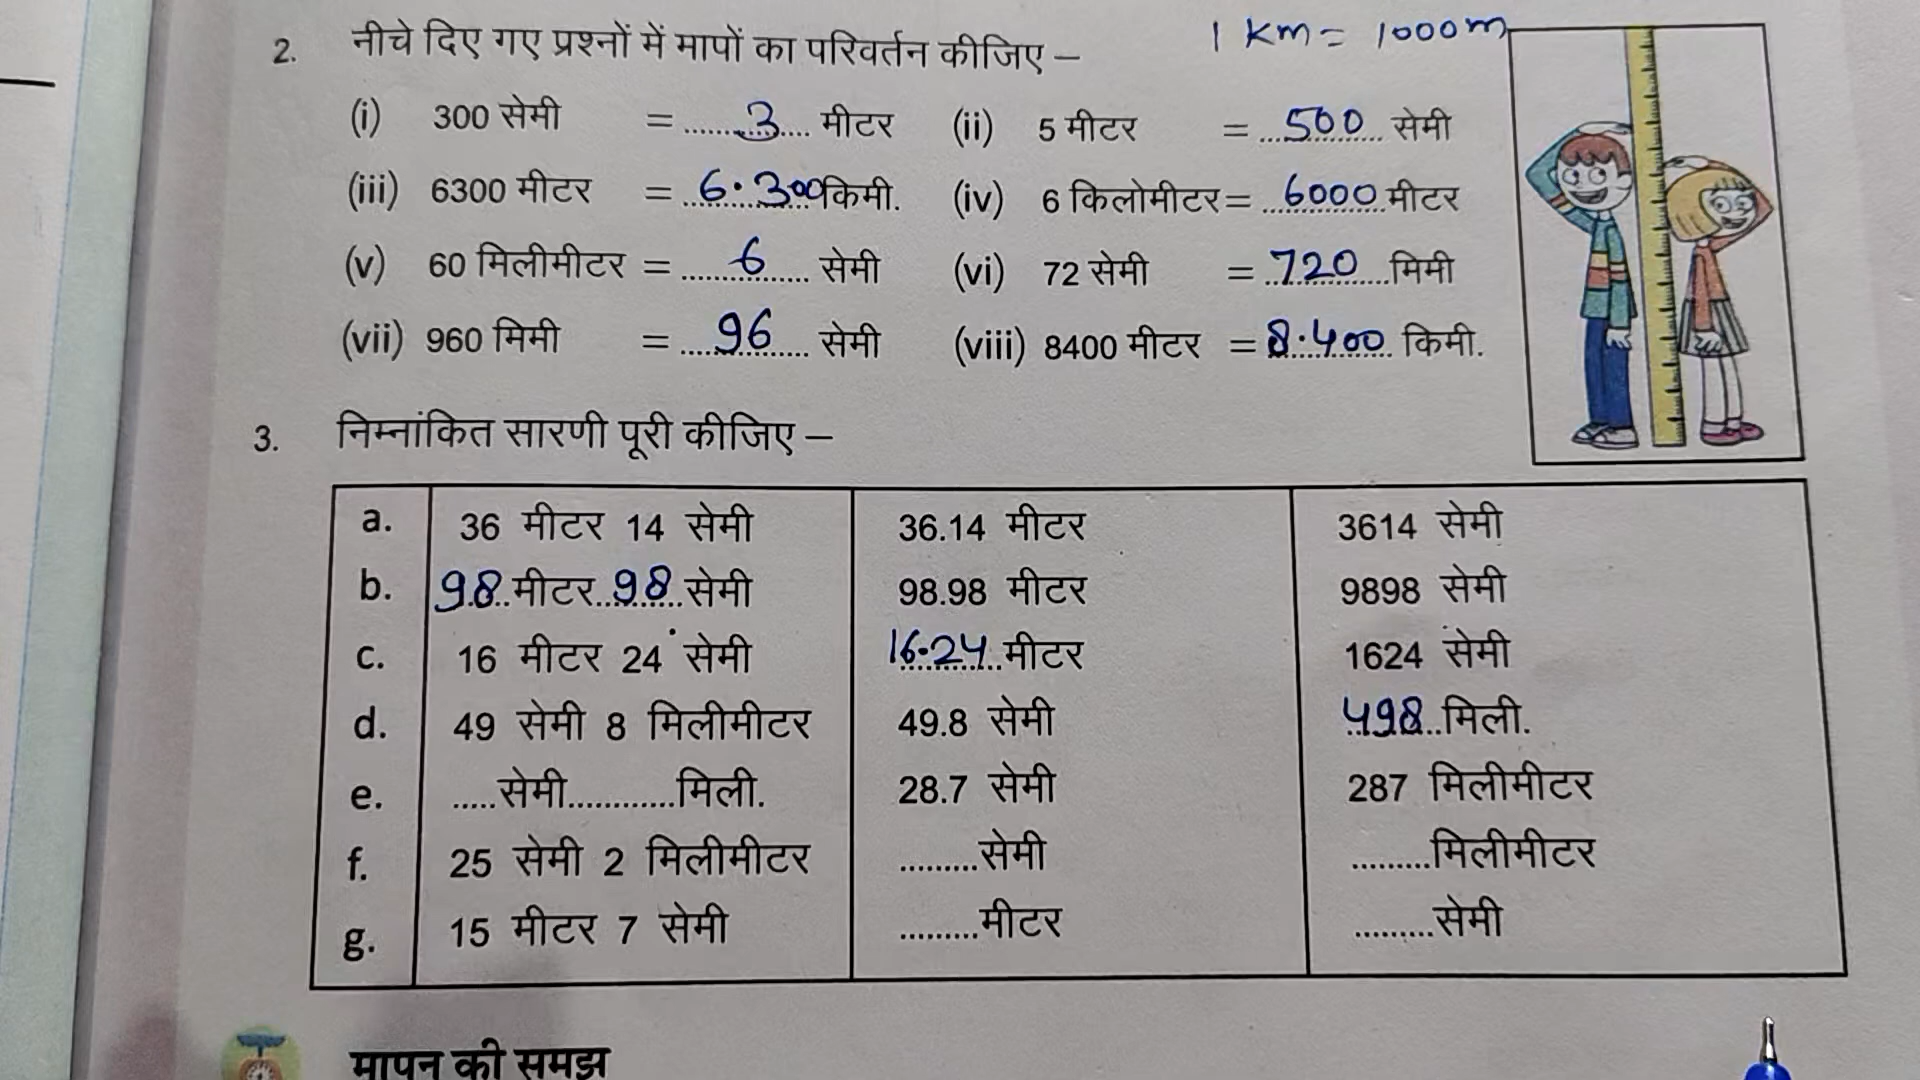 1 Km = 1000m
2. नीचे दिए गए प्रश्नों में मापों का परिवर्तन कीजिए –
(i) 300 सेमी = ........3.... मीटर (ii) 5 मीटर = ...500... सेमी
(iii) 6300 मीटर = ..6.300किमी. (iv) 6 किलोमीटर= ..6000.मीटर
(v) 60 मिलीमीटर = .....6..... सेमी (vi) 72 सेमी = ..720...मिमी
(vii) 960 मिमी = ....96.... सेमी (viii) 8400 मीटर = 8.400 किमी.
3. निम्नांकित सारणी पूरी कीजिए –
a. 36 मीटर 14 सेमी 36.14 मीटर 3614 सेमी
b. 98..मीटर..98..सेमी 98.98 मीटर 9898 सेमी
c. 16 मीटर 24 सेमी 16.24..मीटर 1624 सेमी
d. 49 सेमी 8 मिलीमीटर 49.8 सेमी 498..मिली.
e. .....सेमी............मिली. 28.7 सेमी 287 मिलीमीटर
f. 25 सेमी 2 मिलीमीटर .........सेमी .........मिलीमीटर
g. 15 मीटर 7 सेमी .........मीटर .........सेमी
मापन की समझ